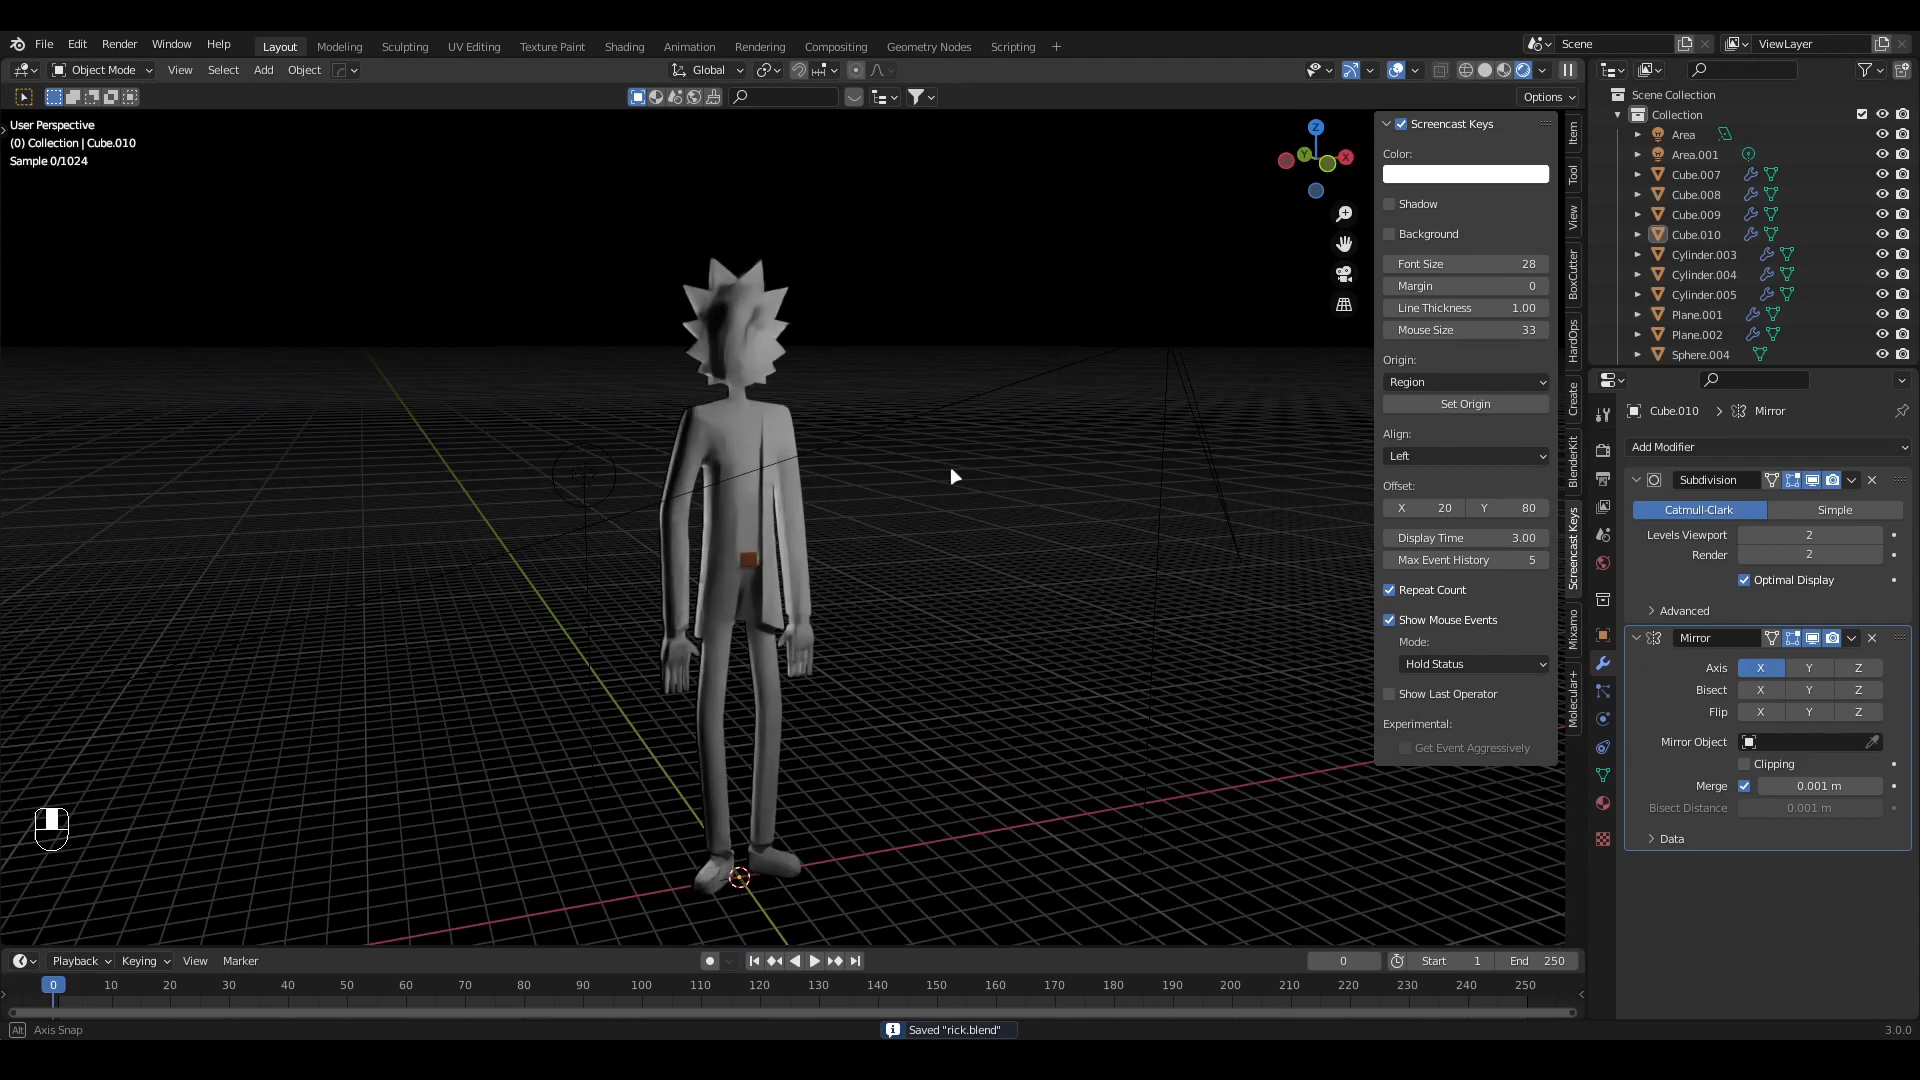 File Edit Render Window Help Layout Modeling Sculpting UV Editing Texture Paint Shading Animation Rendering Compositing Geometry Nodes Scripting + Scene ViewLayer
Object Mode View Select Add Object Global
Options
User Perspective
(0) Collection | Cube.010
Sample 0/1024
Z
Y
X
Screencast Keys
Color:
Shadow
Background
Font Size 28
Margin 0
Line Thickness 1.00
Mouse Size 33
Origin:
Region
Set Origin
Align:
Left
Offset:
X 20 Y 80
Display Time 3.00
Max Event History 5
Repeat Count
Show Mouse Events
Mode:
Hold Status
Show Last Operator
Experimental:
Get Event Aggressively
Item
Tool
View
BoxCutter
HardOps
Create
BlenderKit
Screencast Keys
Mixamo
Molecular+
Scene Collection
Collection
Area
Area.001
Cube.007
Cube.008
Cube.009
Cube.010
Cylinder.003
Cylinder.004
Cylinder.005
Plane.001
Plane.002
Sphere.004
Cube.010 > Mirror
Add Modifier
Subdivision
Catmull-Clark Simple
Levels Viewport 2
Render 2
Optimal Display
Advanced
Mirror
Axis X Y Z
Bisect X Y Z
Flip X Y Z
Mirror Object
Clipping
Merge 0.001 m
Bisect Distance 0.001 m
Data
Playback Keying View Marker 0 Start 1 End 250
0 10 20 30 40 50 60 70 80 90 100 110 120 130 140 150 160 170 180 190 200 210 220 230 240 250
Alt Axis Snap Saved "rick.blend" 3.0.0